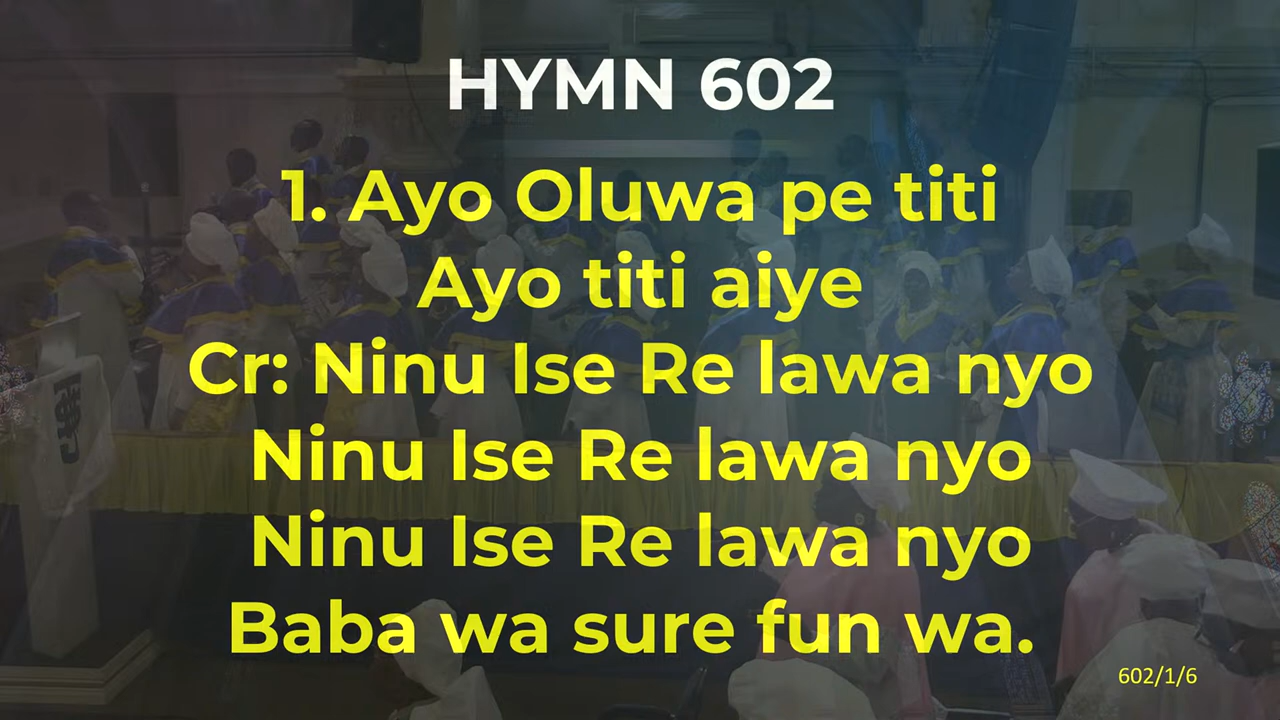 HYMN 602
1. Ayo Oluwa pe titi
Ayo titi aiye
Cr: Ninu Ise Re lawa nyo
Ninu Ise Re lawa nyo
Ninu Ise Re lawa nyo
Baba wa sure fun wa.
602/1/6